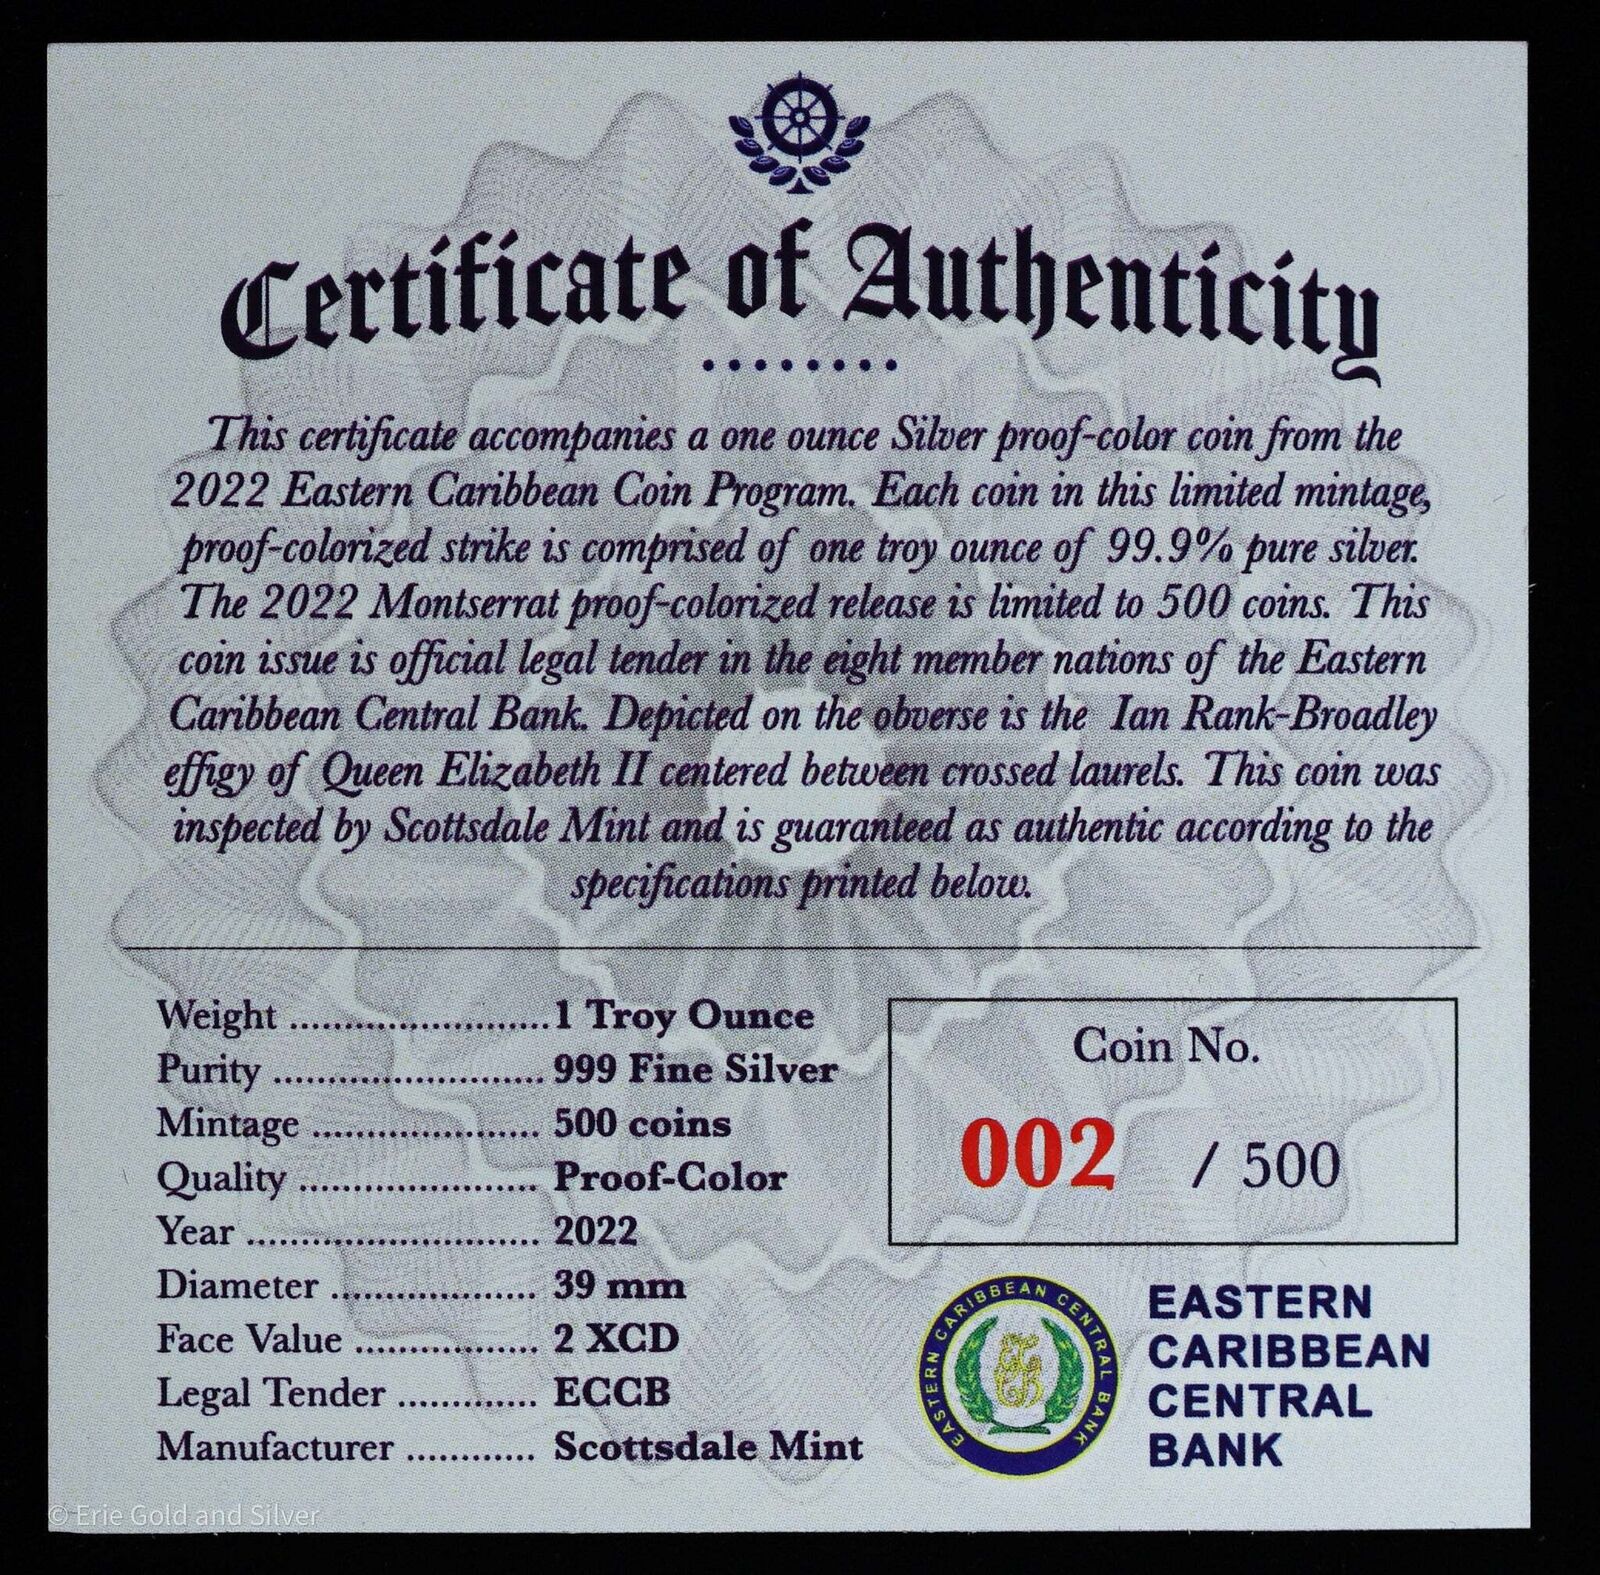 Certificate of Authenticity
This certificate accompanies a one ounce Silver proof-color coin from the
2022 Eastern Caribbean Coin Program. Each coin in this limited mintage,
proof-colorized strike is comprised of one troy ounce of 99.9% pure silver.
The 2022 Montserrat proof-colorized release is limited to 500 coins. This
coin issue is official legal tender in the eight member nations of the Eastern
Caribbean Central Bank. Depicted on the obverse is the Ian Rank-Broadley
effigy of Queen Elizabeth II centered between crossed laurels. This coin was
inspected by Scottsdale Mint and is guaranteed as authentic according to the
specifications printed below.
Weight ........................ 1 Troy Ounce
Purity ......................... 999 Fine Silver
Mintage ..................... 500 coins
Quality ...................... Proof-Color
Year ........................... 2022
Diameter ................... 39 mm
Face Value ................. 2 XCD
Legal Tender ............. ECCB
Manufacturer ............ Scottsdale Mint
Coin No.
002 / 500
EASTERN CARIBBEAN CENTRAL BANK
EASTERN
CARIBBEAN
CENTRAL
BANK
© Erie Gold and Silver